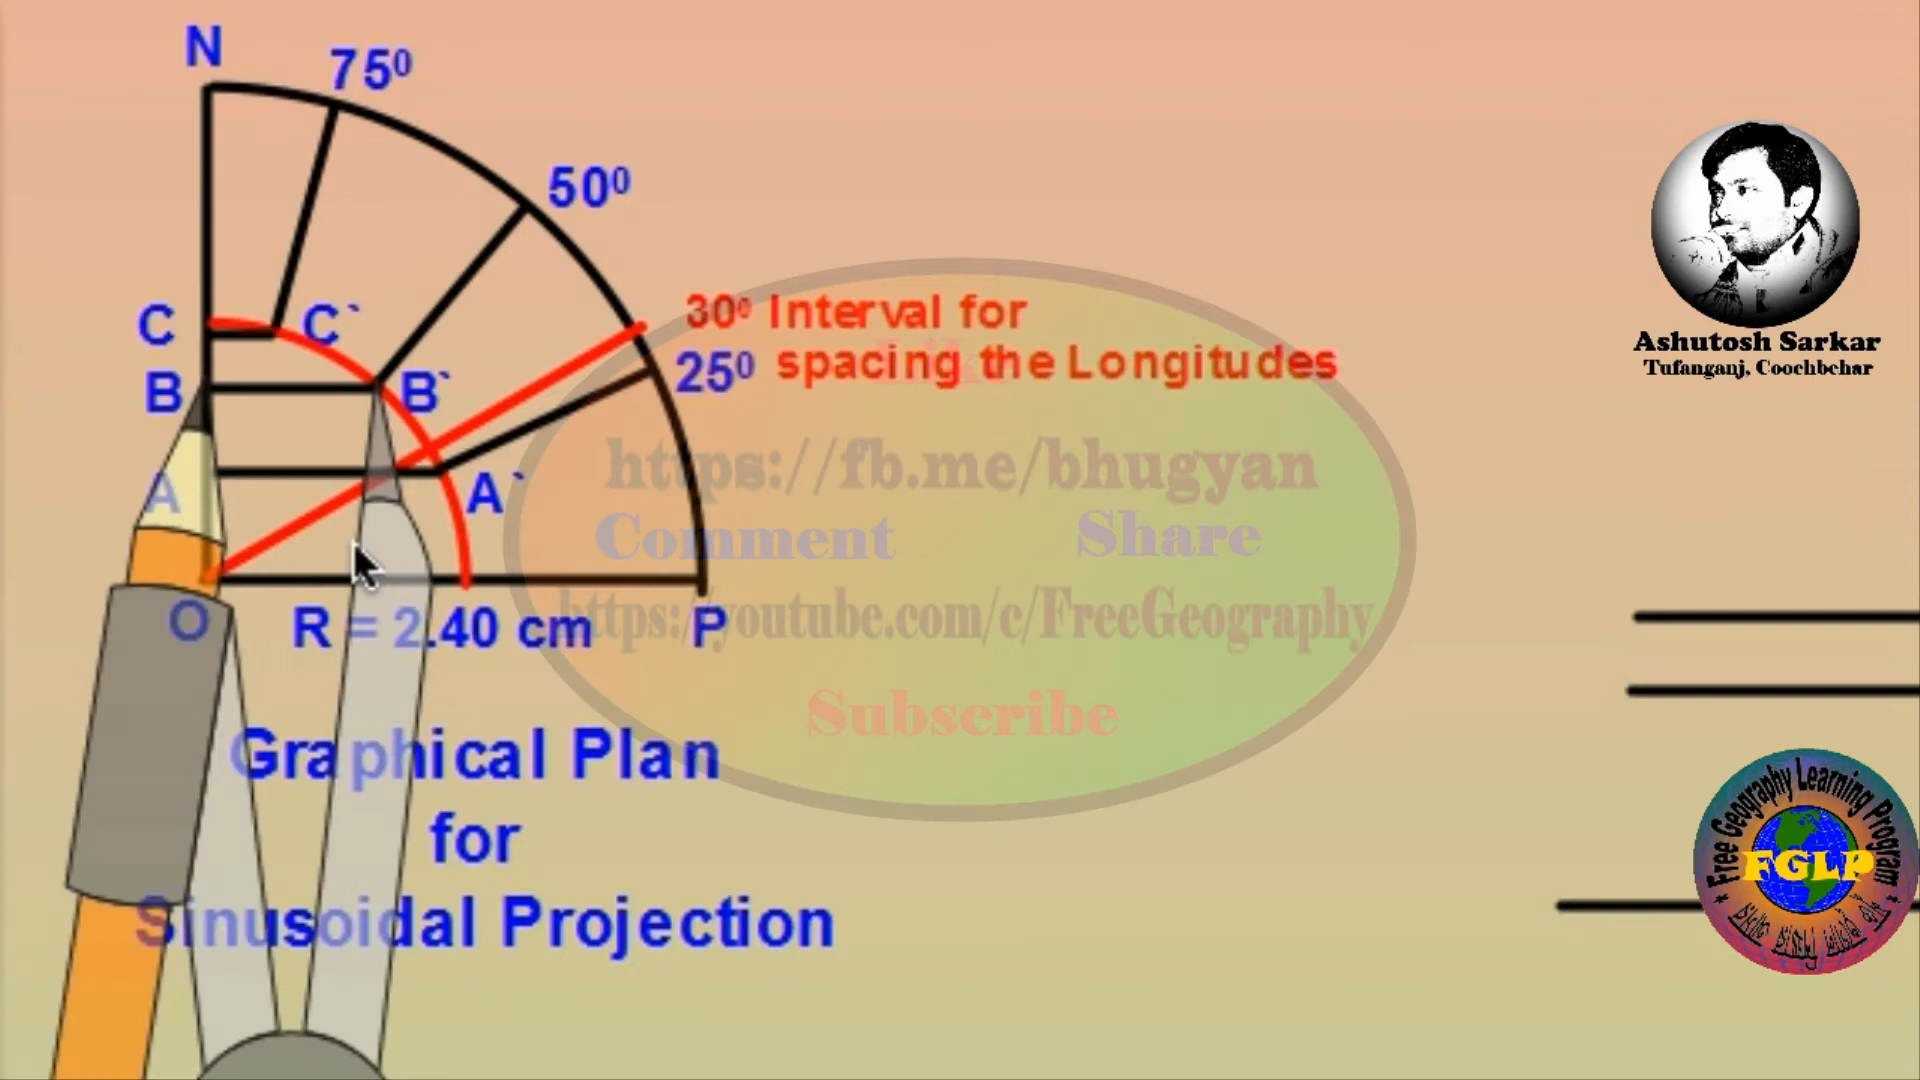 N
75⁰
50⁰
30⁰ Interval for
25⁰ spacing the Longitudes
C C`
B B`
A A`
O R = 2.40 cm P
Graphical Plan
for
Sinusoidal Projection
Like
https://fb.me/bhugyan
Comment Share
https://youtube.com/c/FreeGeography
Subscribe
Ashutosh Sarkar
Tufanganj, Coochbehar
Free Geography Learning Program
FGLP